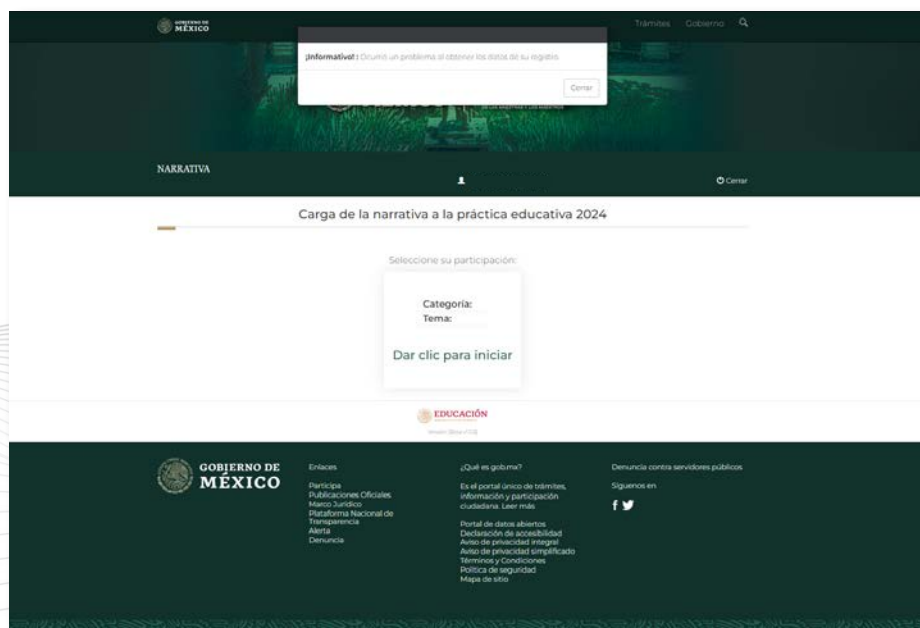 GOBIERNO DE
MÉXICO
Trámites Gobierno
¡Informativo! : Ocurrió un problema al obtener los datos de su registro.
Cerrar
DE LAS MAESTRAS Y LOS MAESTROS
NARRATIVA
Cerrar
Carga de la narrativa a la práctica educativa 2024
Seleccione su participación:
Categoría:
Tema:
Dar clic para iniciar
EDUCACIÓN
GOBIERNO DE
MÉXICO
Enlaces
Participa
Publicaciones Oficiales
Marco Jurídico
Plataforma Nacional de
Transparencia
Alerta
Denuncia
¿Qué es gob.mx?
Es el portal único de trámites,
información y participación
ciudadana. Leer más
Portal de datos abiertos
Declaración de accesibilidad
Aviso de privacidad integral
Aviso de privacidad simplificado
Términos y Condiciones
Política de seguridad
Mapa de sitio
Denuncia contra servidores públicos
Síguenos en